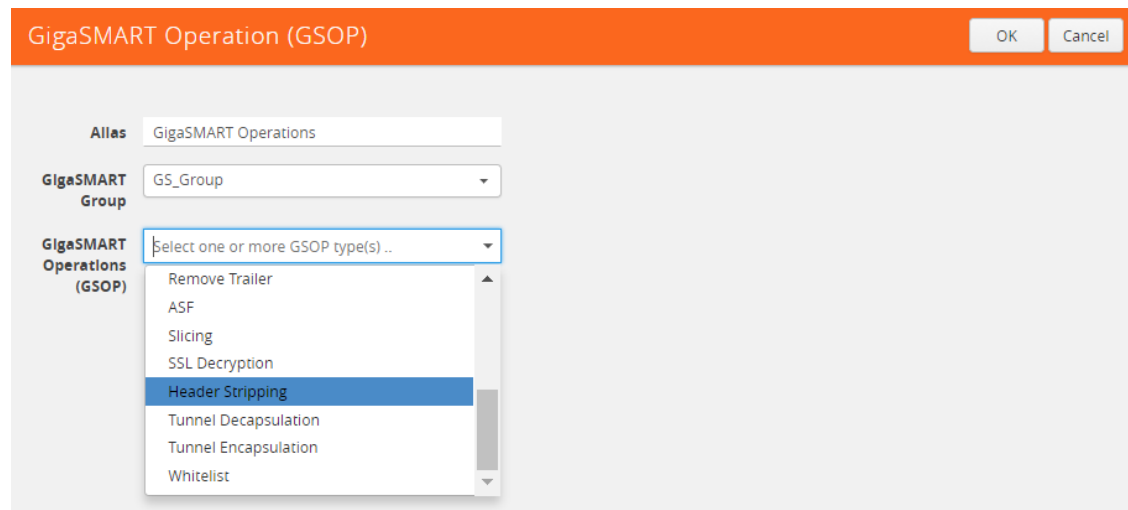 GigaSMART Operation (GSOP)
OK
Cancel
Alias
GigaSMART Operations
GigaSMART
Group
GS_Group
GigaSMART
Operations
(GSOP)
Select one or more GSOP type(s) ..
Remove Trailer
ASF
Slicing
SSL Decryption
Header Stripping
Tunnel Decapsulation
Tunnel Encapsulation
Whitelist